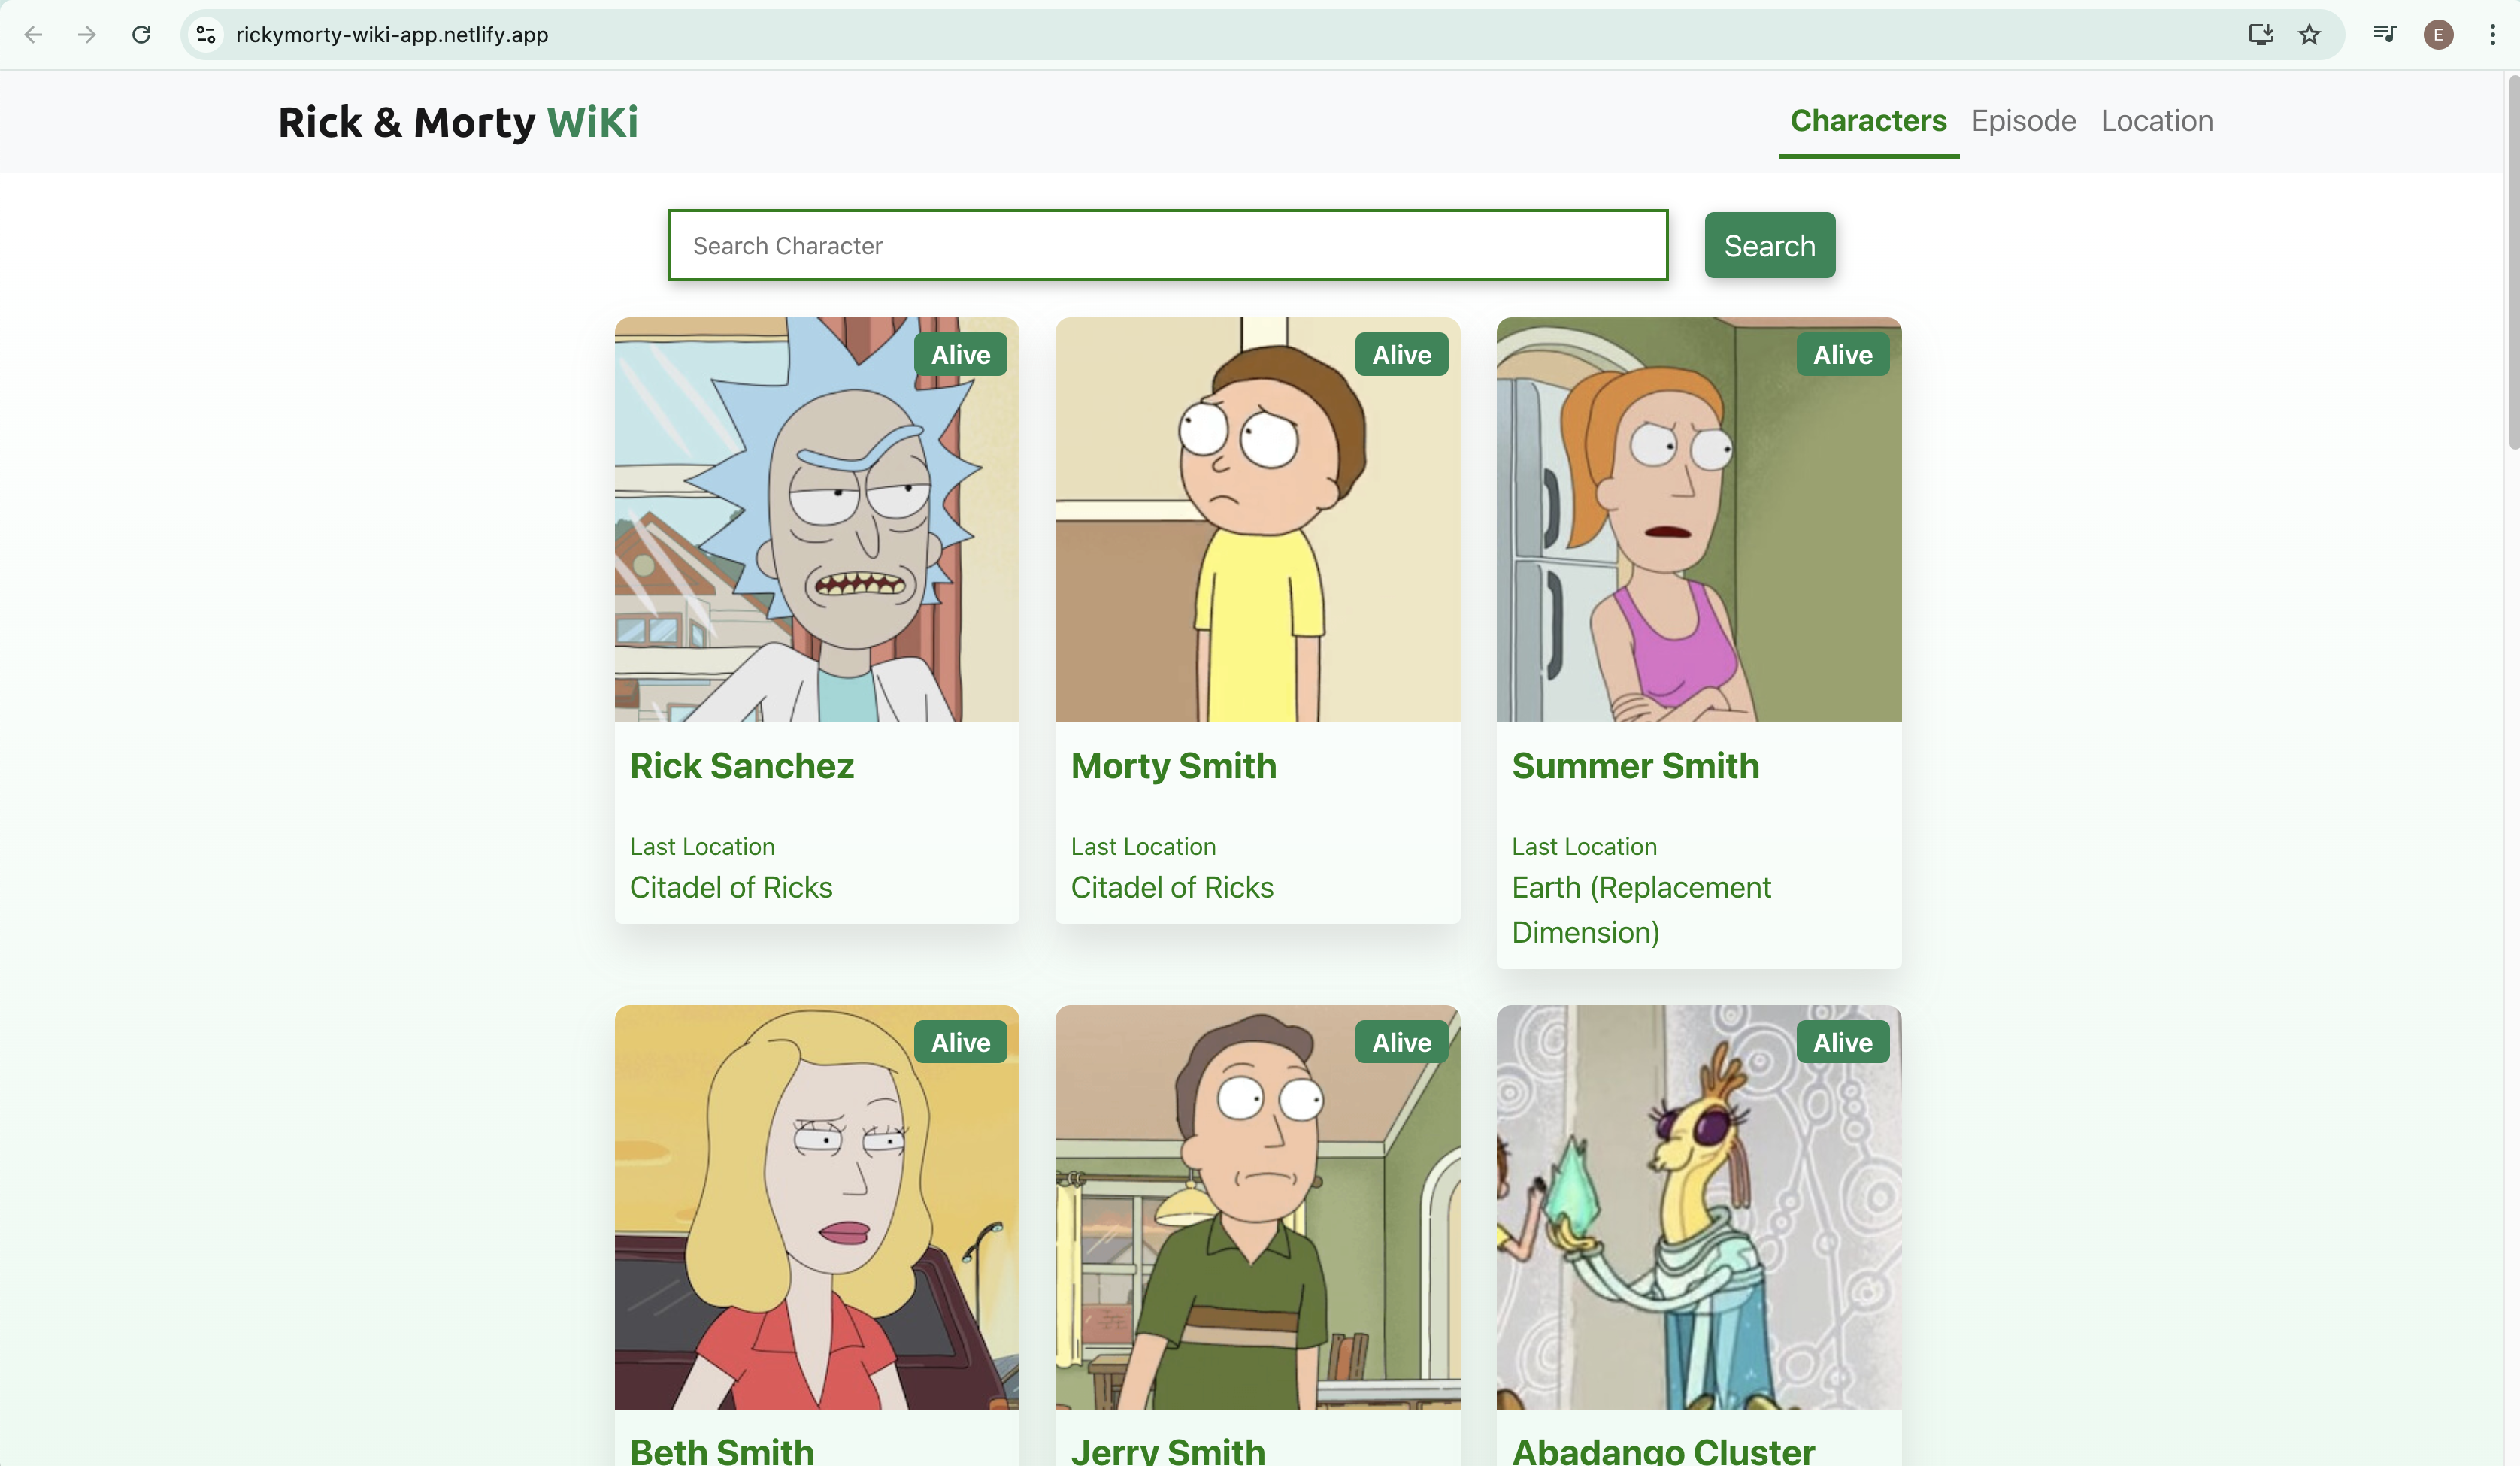 rickymorty-wiki-app.netlify.app
E
Rick & Morty WiKi
Characters Episode Location
Search Character
Search
Alive
Alive
Alive
Rick Sanchez
Morty Smith
Summer Smith
Last Location
Citadel of Ricks
Last Location
Citadel of Ricks
Last Location
Earth (Replacement
Dimension)
Alive
Alive
Alive
Beth Smith
Jerry Smith
Abadango Cluster